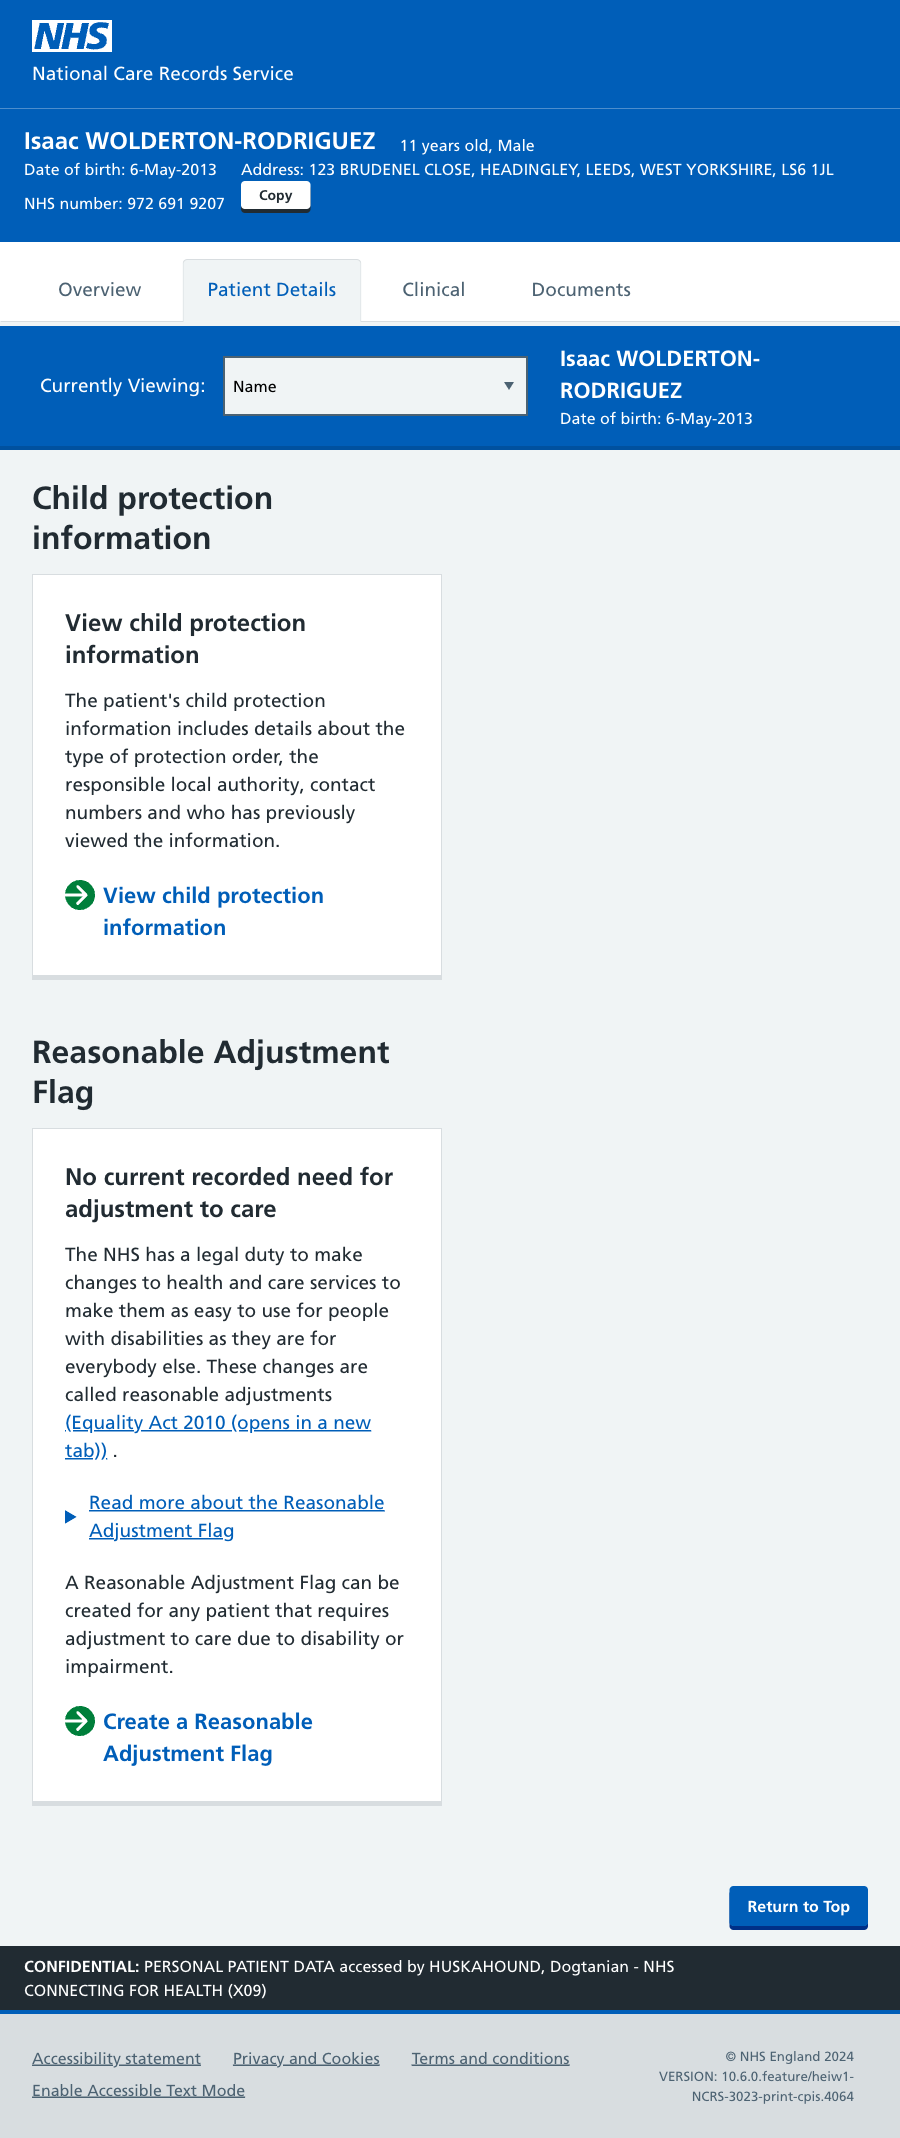 NHS
National Care Records Service
Isaac WOLDERTON-RODRIGUEZ 11 years old, Male
Date of birth: 6-May-2013 Address: 123 BRUDENEL CLOSE, HEADINGLEY, LEEDS, WEST YORKSHIRE, LS6 1JL
NHS number: 972 691 9207 Copy
Overview Patient Details Clinical Documents
Currently Viewing: Name
Isaac WOLDERTON-
RODRIGUEZ
Date of birth: 6-May-2013
Child protection
information
View child protection
information
The patient's child protection
information includes details about the
type of protection order, the
responsible local authority, contact
numbers and who has previously
viewed the information.
View child protection
information
Reasonable Adjustment
Flag
No current recorded need for
adjustment to care
The NHS has a legal duty to make
changes to health and care services to
make them as easy to use for people
with disabilities as they are for
everybody else. These changes are
called reasonable adjustments
(Equality Act 2010 (opens in a new
tab)) .
Read more about the Reasonable
Adjustment Flag
A Reasonable Adjustment Flag can be
created for any patient that requires
adjustment to care due to disability or
impairment.
Create a Reasonable
Adjustment Flag
Return to Top
CONFIDENTIAL: PERSONAL PATIENT DATA accessed by HUSKAHOUND, Dogtanian - NHS
CONNECTING FOR HEALTH (X09)
Accessibility statement Privacy and Cookies Terms and conditions
Enable Accessible Text Mode
© NHS England 2024
VERSION: 10.6.0.feature/heiw1-
NCRS-3023-print-cpis.4064